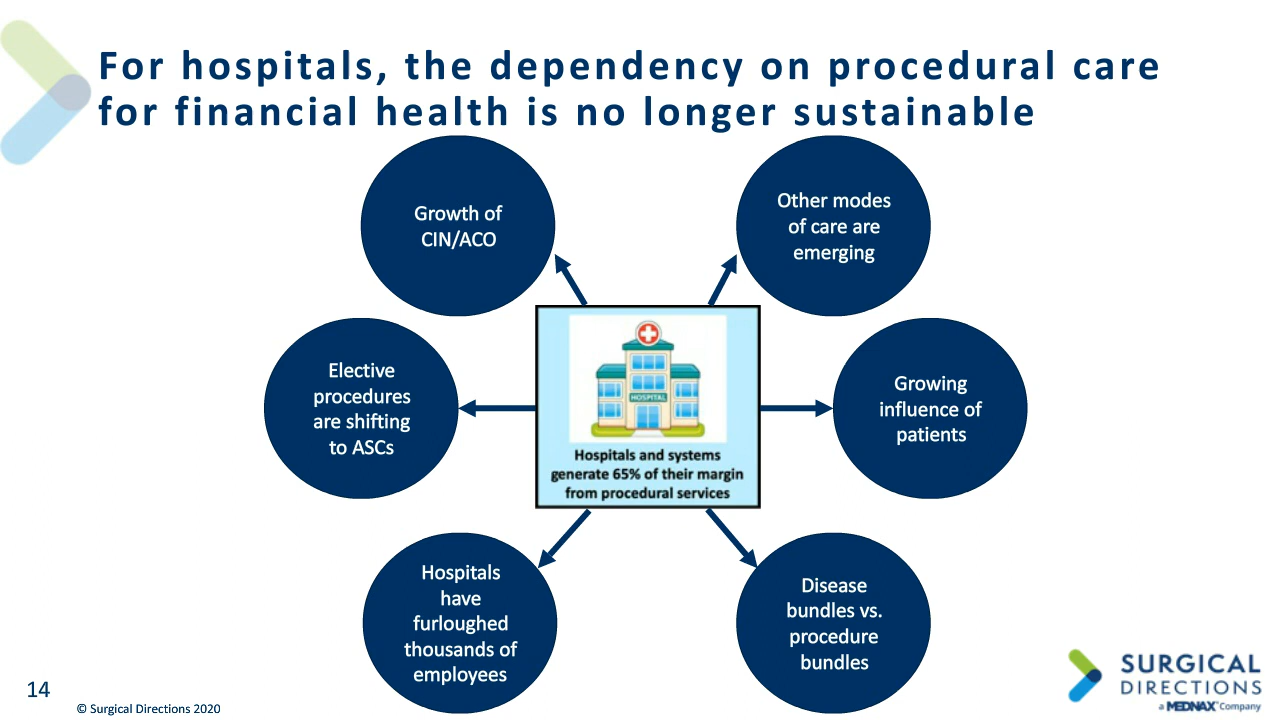 For hospitals, the dependency on procedural care
for financial health is no longer sustainable
Growth of
CIN/ACO
Other modes
of care are
emerging
Elective
procedures
are shifting
to ASCs
HOSPITAL
Hospitals and systems
generate 65% of their margin
from procedural services
Growing
influence of
patients
Hospitals
have
furloughed
thousands of
employees
Disease
bundles vs.
procedure
bundles
14
© Surgical Directions 2020
SURGICAL
DIRECTIONS
a MEDNAX™ Company